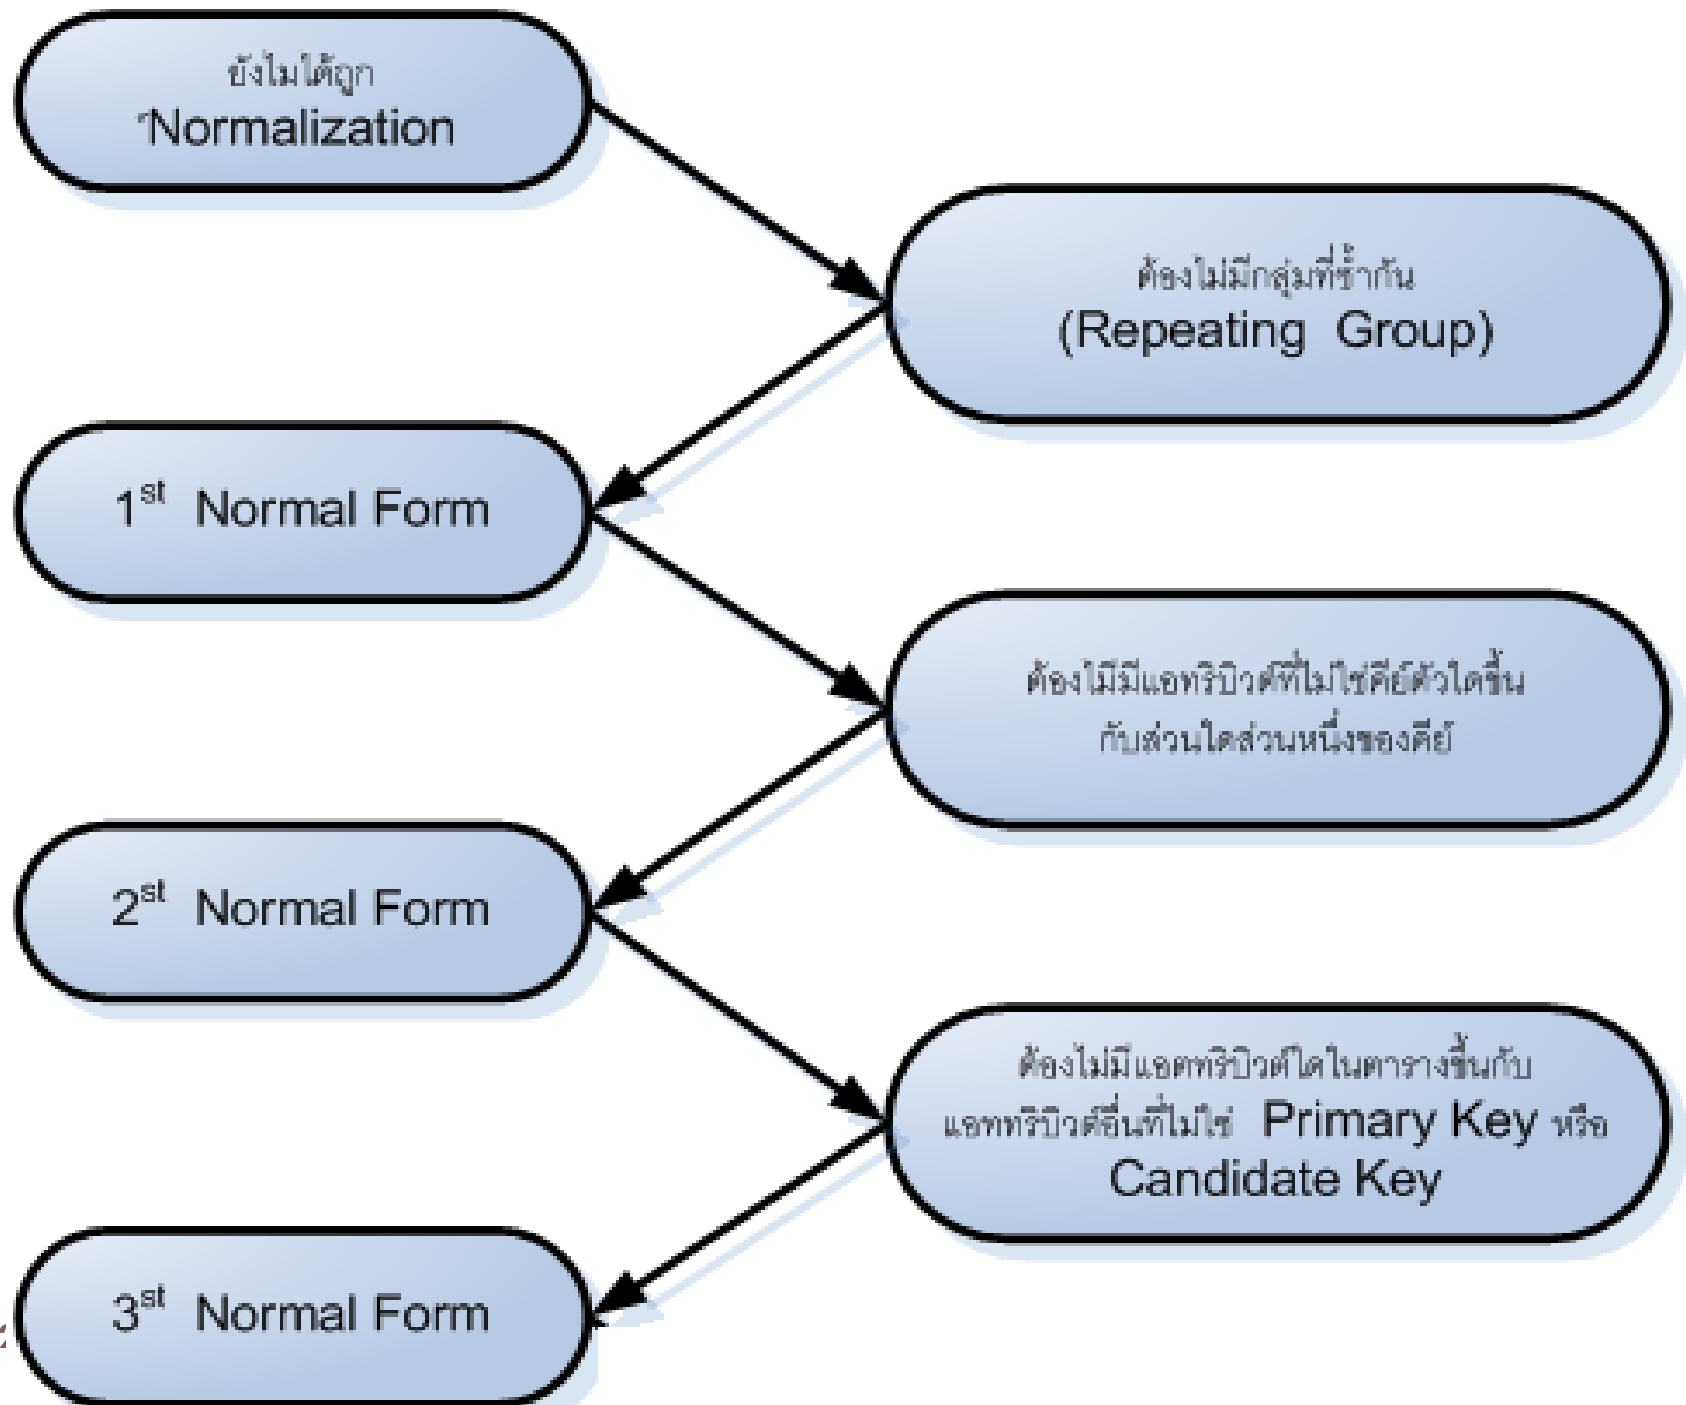 ยังไมได้ถูก
Normalization
ต้องไม่มีกลุ่มที่ซ้ำกัน
(Repeating Group)
1st Normal Form
ต้องไม่มีแอทริบิวต์ที่ไม่ใช่คีย์ตัวใดขึ้น
กับส่วนใดส่วนหนึ่งของคีย์
2st Normal Form
ต้องไม่มีแอตทริบิวต์ใดในตารางขึ้นกับ
แอททริบิวต์อื่นที่ไม่ใช่ Primary Key หรือ
Candidate Key
3st Normal Form